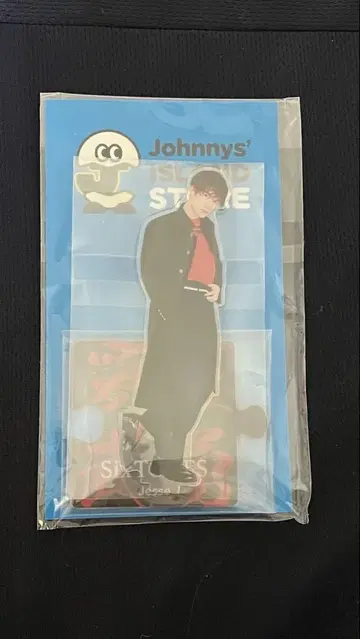 Johnnys'
ISLAND
STORE
SixTONES
Jesse